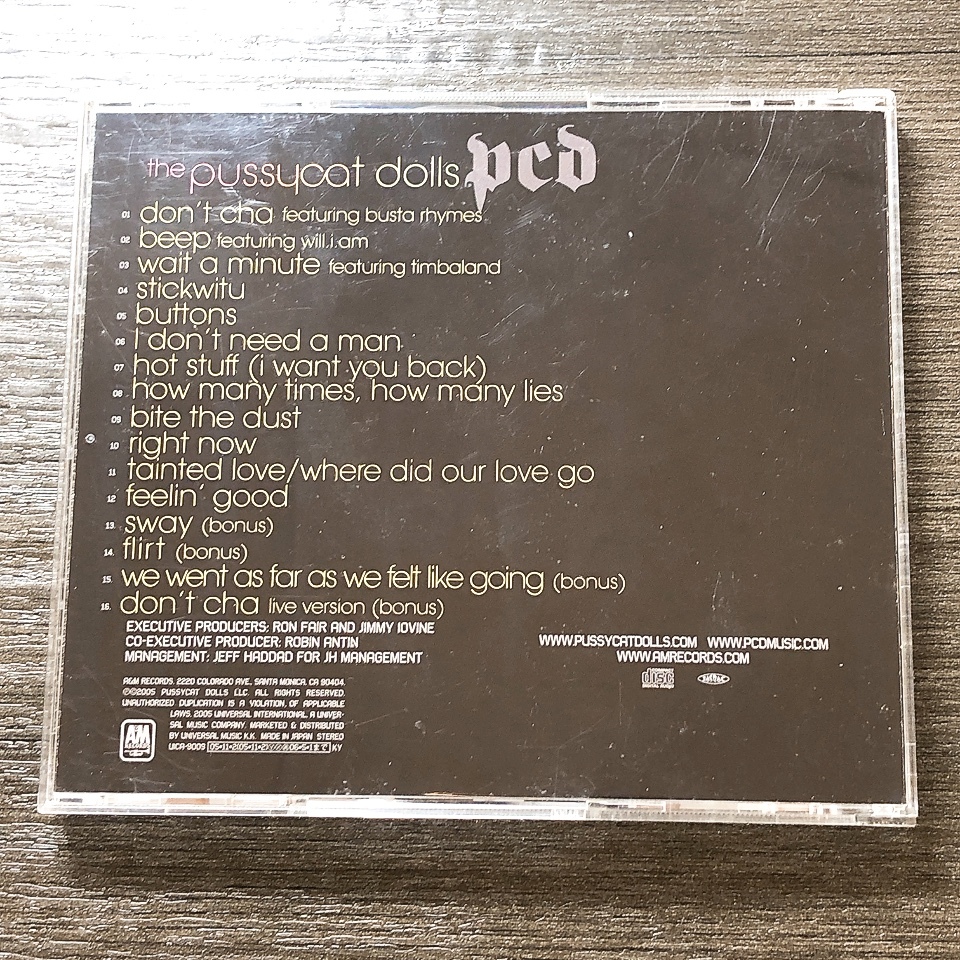 the pussycat dolls pcd
01 don't cha featuring busta rhymes
02 beep featuring will.i.am
03 wait a minute featuring timbaland
04 stickwitu
05 buttons
06 I don't need a man
07 hot stuff (i want you back)
08 how many times, how many lies
09 bite the dust
10 right now
11 tainted love/where did our love go
12 feelin' good
13. sway (bonus)
14. flirt (bonus)
15. we went as far as we felt like going (bonus)
16. don't cha live version (bonus)
EXECUTIVE PRODUCERS: RON FAIR AND JIMMY IOVINE
CO-EXECUTIVE PRODUCER: ROBIN ANTIN
MANAGEMENT: JEFF HADDAD FOR JH MANAGEMENT
WWW.PUSSYCATDOLLS.COM WWW.PCDMUSIC.COM
WWW.AMRECORDS.COM
COMPACT disc DIGITAL AUDIO
A&M RECORDS. 2220 COLORADO AVE., SANTA MONICA, CA 90404.
℗©2005 PUSSYCAT DOLLS LLC. ALL RIGHTS RESERVED.
UNAUTHORIZED DUPLICATION IS A VIOLATION OF APPLICABLE
LAWS. 2005 UNIVERSAL INTERNATIONAL, A UNIVER-
SAL MUSIC COMPANY. MARKETED & DISTRIBUTED
BY UNIVERSAL MUSIC K.K. MADE IN JAPAN STEREO
UICA-9009 KY
A&M RECORDS